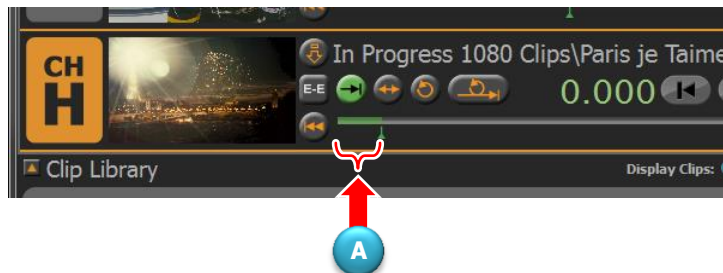 CH
H
In Progress 1080 Clips\Paris je Taime
E-E
0.000
Clip Library
Display Clips:
A